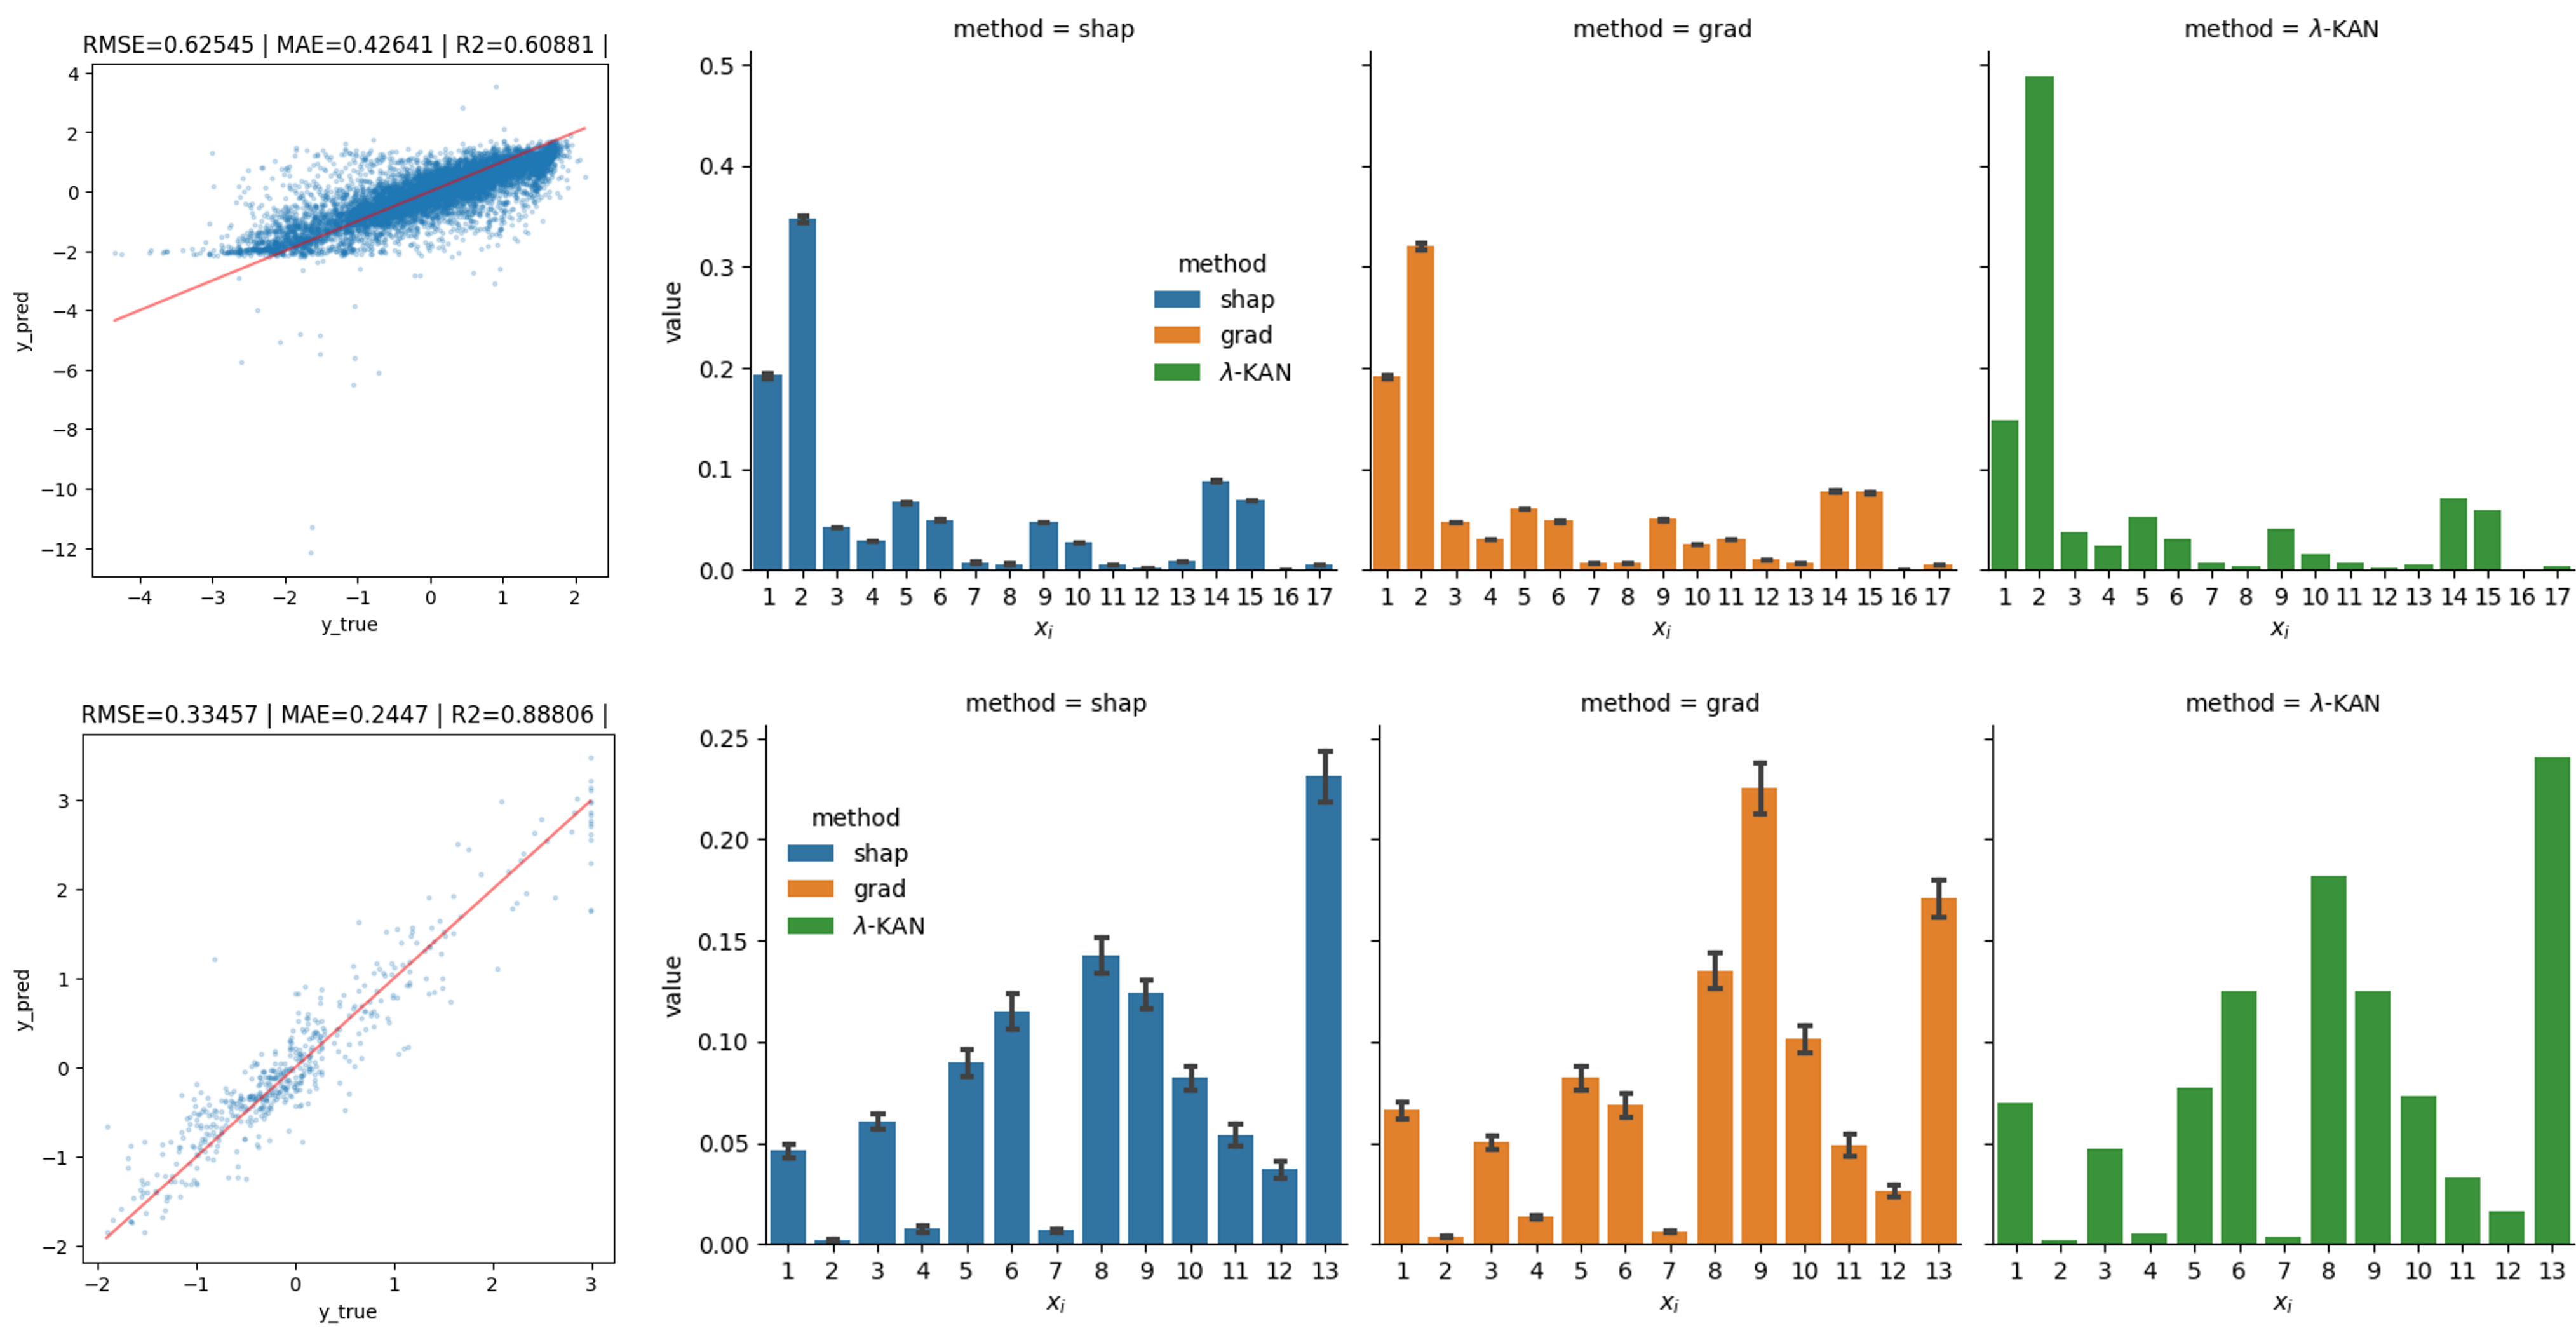 RMSE=0.62545 | MAE=0.42641 | R2=0.60881 |
4
2
0
−2
−4
−6
−8
−10
−12
y_pred
−4 −3 −2 −1 0 1 2
y_true
method = shap
0.5
0.4
0.3
0.2
0.1
0.0
value
method
shap
grad
λ-KAN
1 2 3 4 5 6 7 8 9 10 11 12 13 14 15 16 17
xᵢ
method = grad
1 2 3 4 5 6 7 8 9 10 11 12 13 14 15 16 17
xᵢ
method = λ-KAN
1 2 3 4 5 6 7 8 9 10 11 12 13 14 15 16 17
xᵢ
RMSE=0.33457 | MAE=0.2447 | R2=0.88806 |
3
2
1
0
−1
−2
y_pred
−2 −1 0 1 2 3
y_true
method = shap
0.25
0.20
0.15
0.10
0.05
0.00
value
method
shap
grad
λ-KAN
1 2 3 4 5 6 7 8 9 10 11 12 13
xᵢ
method = grad
1 2 3 4 5 6 7 8 9 10 11 12 13
xᵢ
method = λ-KAN
1 2 3 4 5 6 7 8 9 10 11 12 13
xᵢ